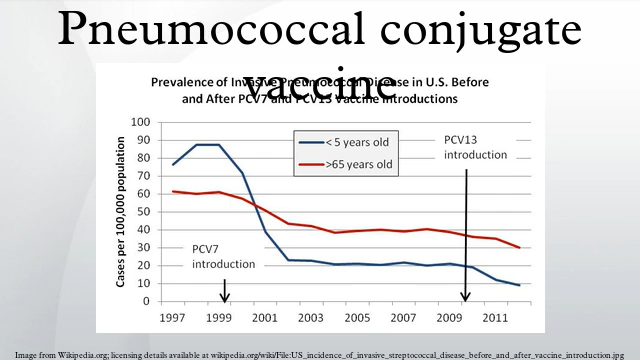 Pneumococcal conjugate
vaccine
Prevalence of Invasive Pneumococcal Disease in U.S. Before
and After PCV7 and PCV13 Vaccine Introductions
Cases per 100,000 population
100
90
80
70
60
50
40
30
20
10
0
< 5 years old
>65 years old
PCV13
introduction
PCV7
introduction
1997 1999 2001 2003 2005 2007 2009 2011
Image from Wikipedia.org; licensing details available at wikipedia.org/wiki/File:US_incidence_of_invasive_streptococcal_disease_before_and_after_vaccine_introduction.jpg